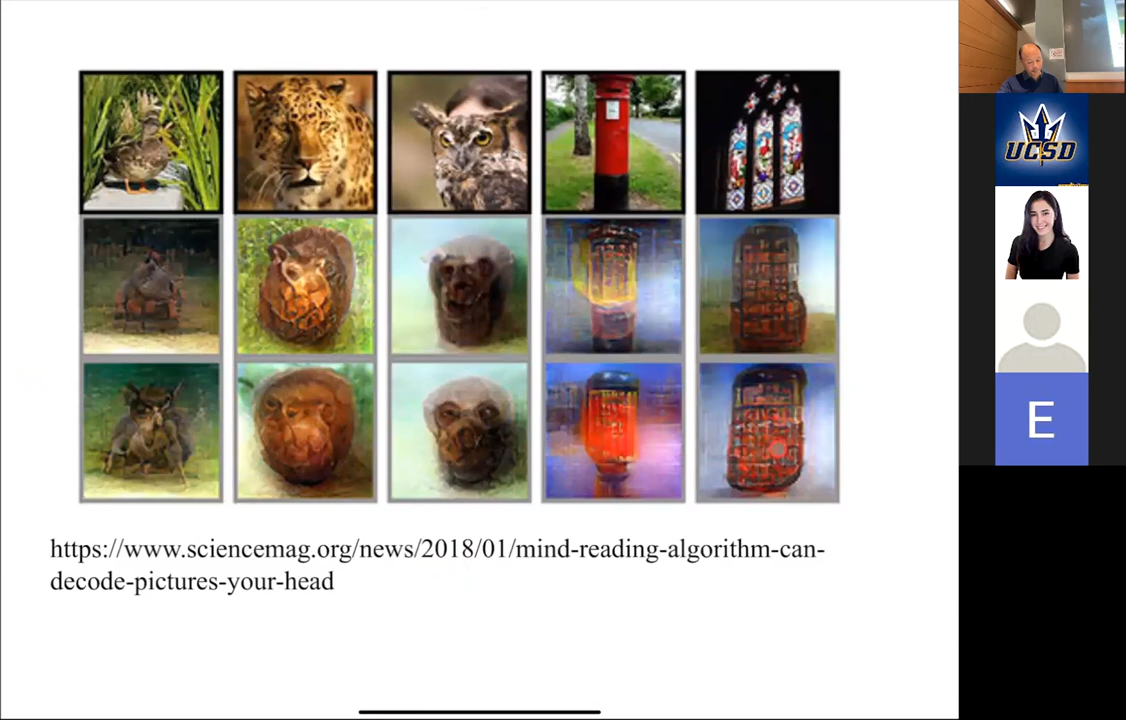 https://www.sciencemag.org/news/2018/01/mind-reading-algorithm-can-
decode-pictures-your-head
UCSD
E